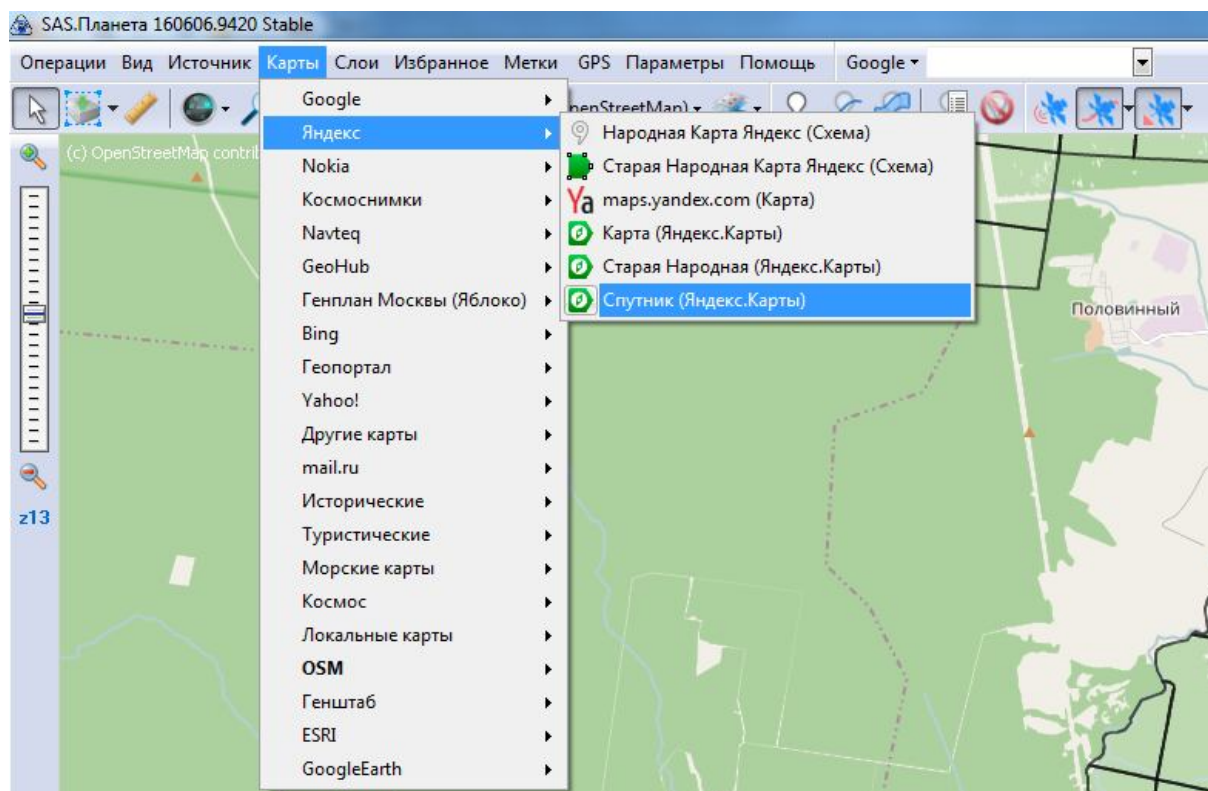 SAS.Планета 160606.9420 Stable
Операции Вид Источник Карты Слои Избранное Метки GPS Параметры Помощь Google
Google
Яндекс
Nokia
Космоснимки
Navteq
GeoHub
Генплан Москвы (Яблоко)
Bing
Геопортал
Yahoo!
Другие карты
mail.ru
Исторические
Туристические
Морские карты
Космос
Локальные карты
OSM
Генштаб
ESRI
GoogleEarth
Народная Карта Яндекс (Схема)
Старая Народная Карта Яндекс (Схема)
Ya maps.yandex.com (Карта)
Карта (Яндекс.Карты)
Старая Народная (Яндекс.Карты)
Спутник (Яндекс.Карты)
penStreetMap)
(c) OpenStreetMap contrib
z13
Половинный